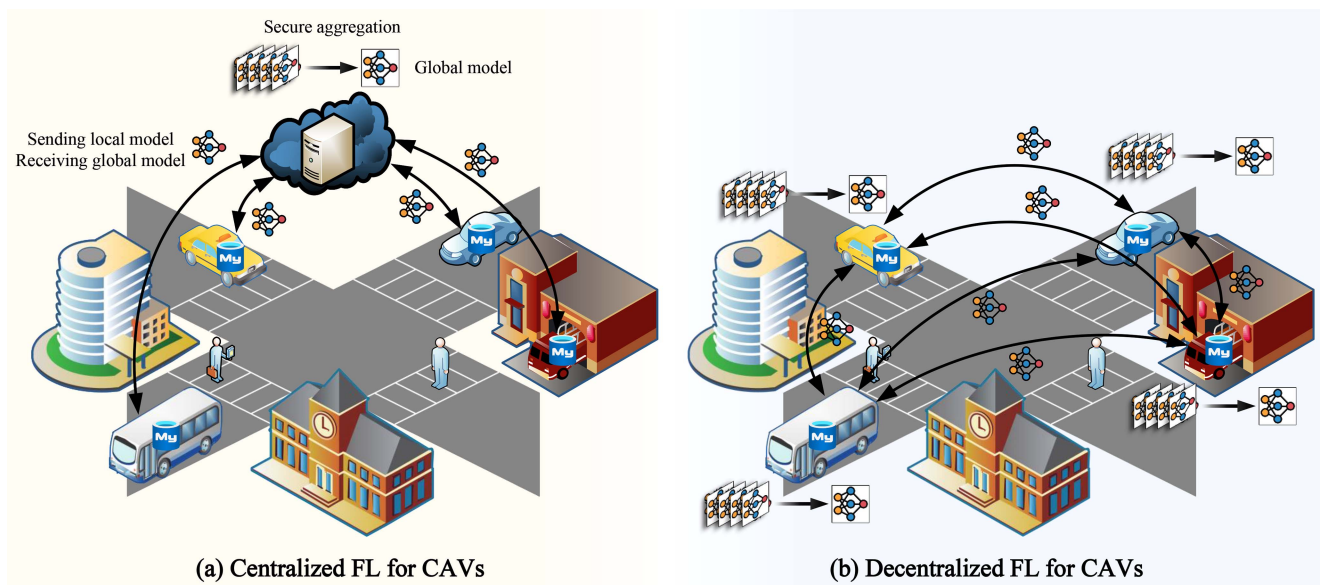 Secure aggregation
Global model
Sending local model
Receiving global model
My
My
My
My
My
My
My
My
(a) Centralized FL for CAVs
(b) Decentralized FL for CAVs